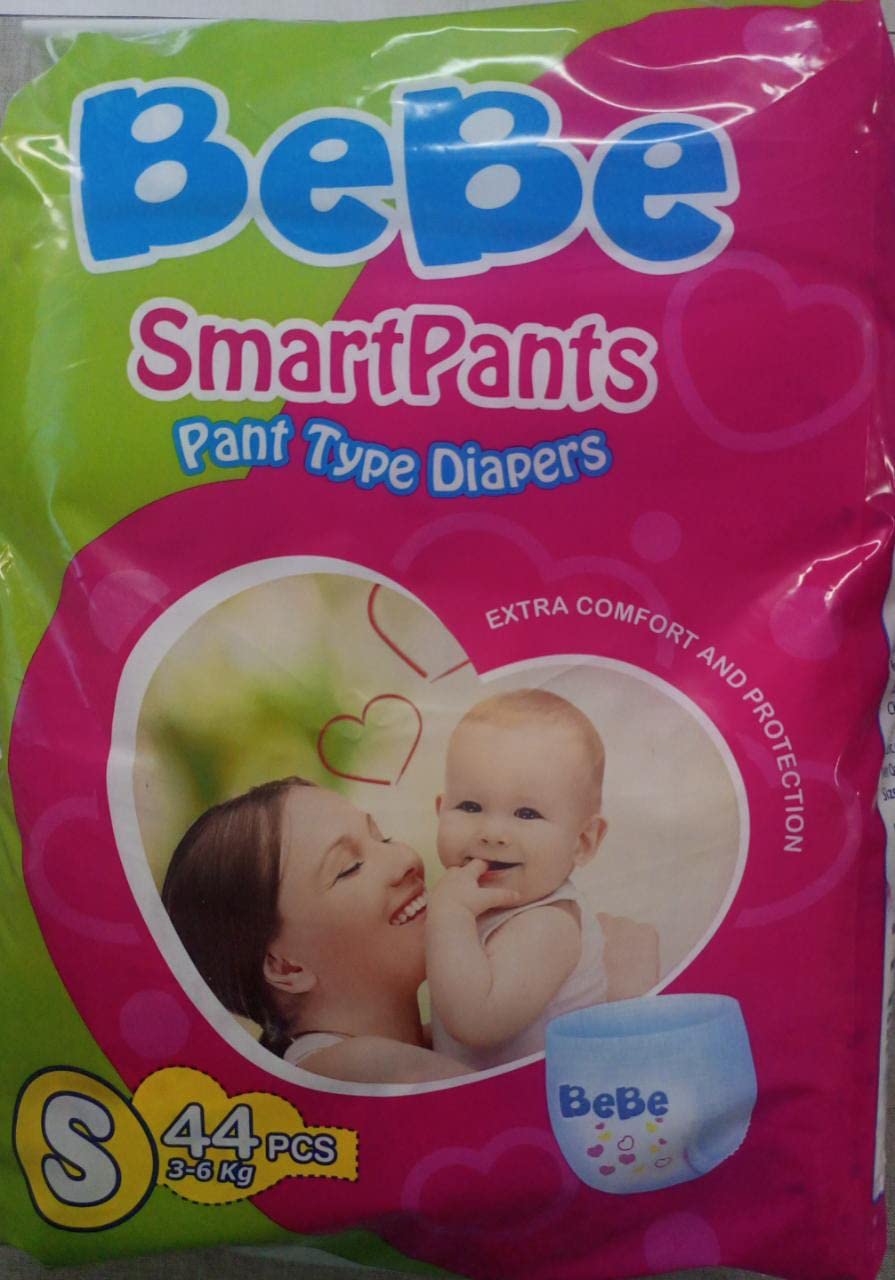 BeBe
SmartPants
Pant Type Diapers
EXTRA COMFORT AND PROTECTION
BeBe
S
44 PCS
3-6 Kg